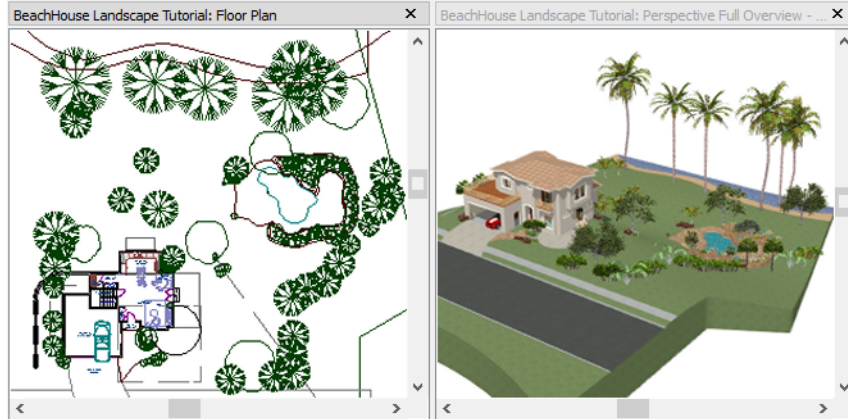 BeachHouse Landscape Tutorial: Floor Plan
BeachHouse Landscape Tutorial: Perspective Full Overview - ...